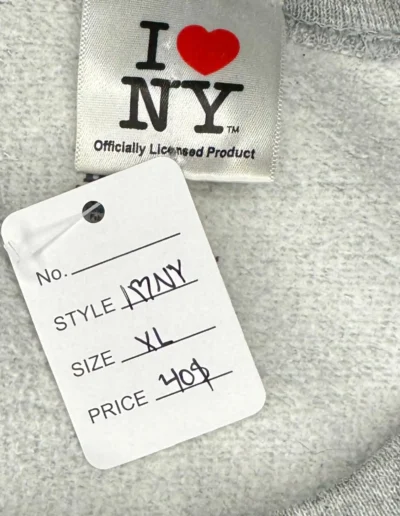 I ❤ NY™
Officially Licensed Product
No.
STYLE I♡NY
SIZE XL
PRICE 40$